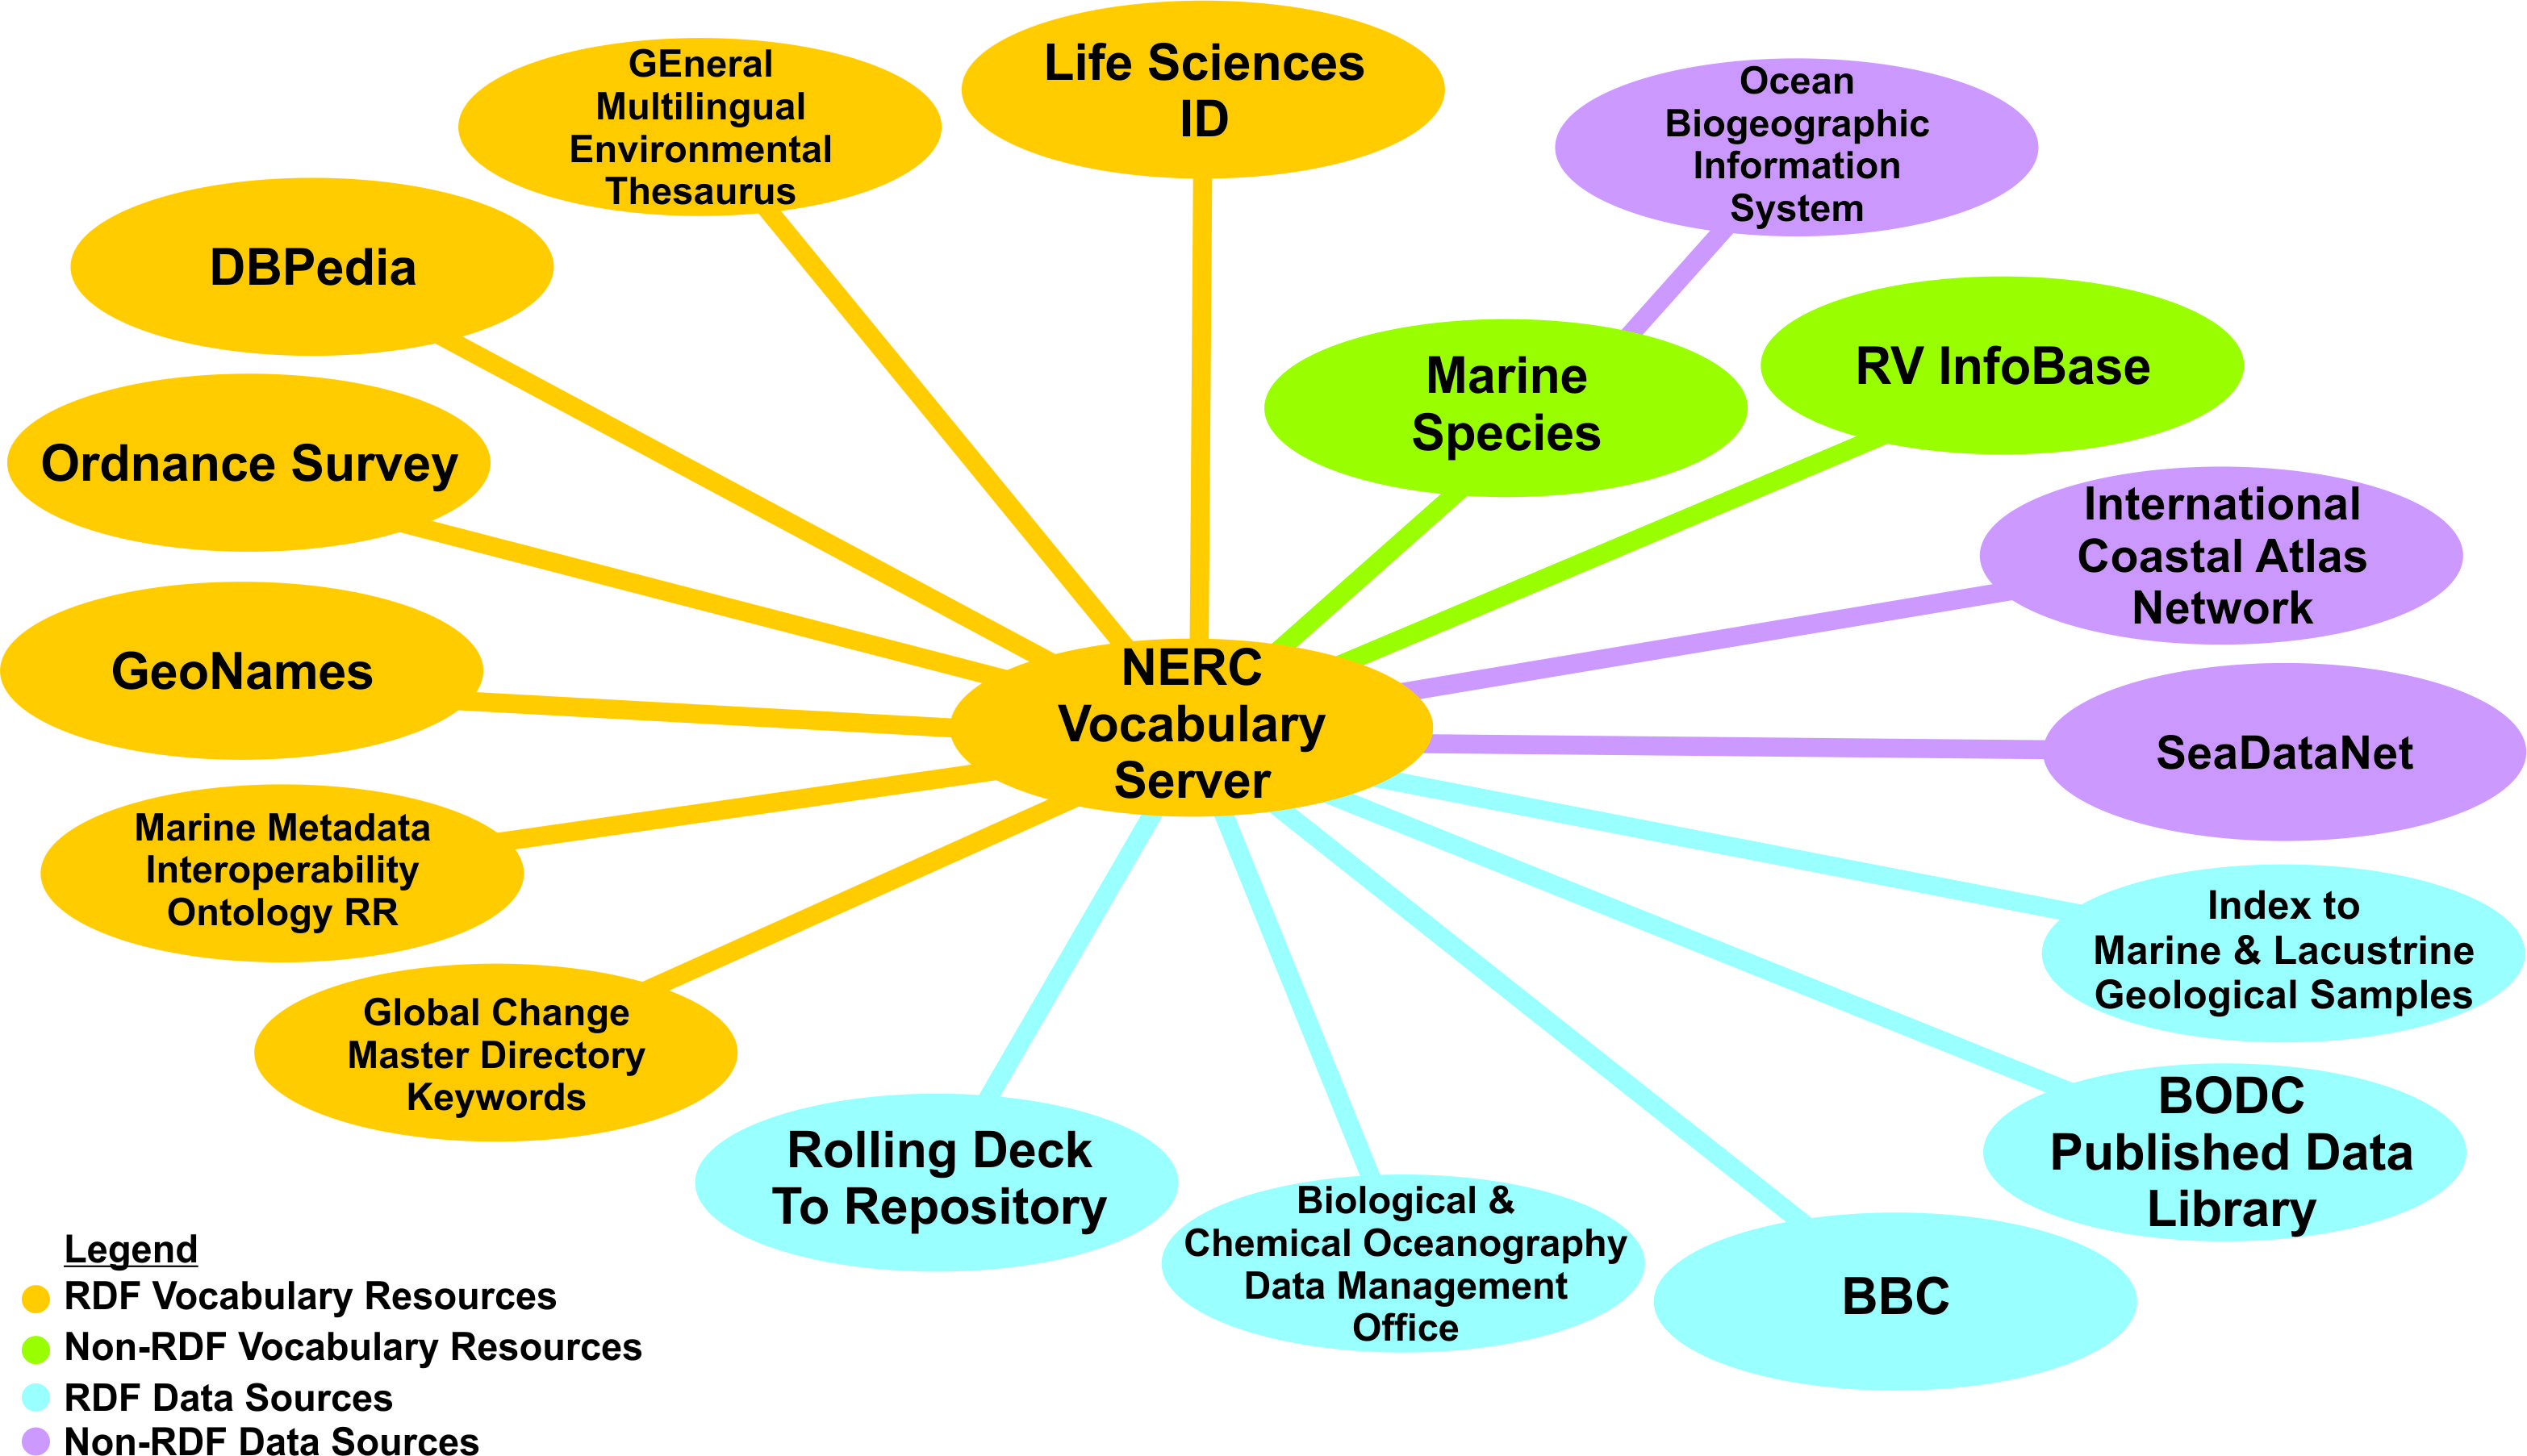 Life Sciences
ID
GEneral
Multilingual
Environmental
Thesaurus
Ocean
Biogeographic
Information
System
DBPedia
Marine
Species
RV InfoBase
Ordnance Survey
International
Coastal Atlas
Network
GeoNames
NERC
Vocabulary
Server
SeaDataNet
Marine Metadata
Interoperability
Ontology RR
Index to
Marine & Lacustrine
Geological Samples
Global Change
Master Directory
Keywords
Rolling Deck
To Repository
Biological &
Chemical Oceanography
Data Management
Office
BBC
BODC
Published Data
Library
Legend
RDF Vocabulary Resources
Non-RDF Vocabulary Resources
RDF Data Sources
Non-RDF Data Sources